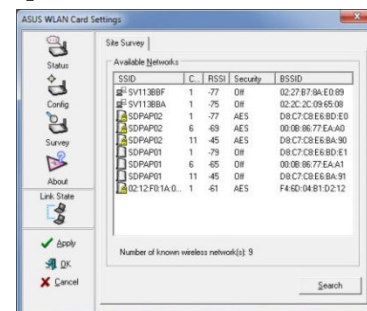 ASUS WLAN Card Settings
Status
Config
Survey
About
Link State
Apply
OK
Cancel
Site Survey
Available Networks
SSID C... RSSI Security BSSID
SV113BBF 1 -77 Off 02:27:B7:8A:E0:89
SV113BBA 1 -77 Off 02:2C:2C:09:65:08
SDPAP02 1 -77 AES D8:C7:C8:E6:BD:E0
SDPAP02 6 -69 AES 00:0B:86:77:EA:A0
SDPAP02 11 -45 AES D8:C7:C8:E6:BA:90
SDPAP01 1 -79 Off D8:C7:C8:E6:BD:E1
SDPAP01 6 -65 Off 00:0B:86:77:EA:A1
SDPAP01 11 -45 Off D8:C7:C8:E6:BA:91
02:12:F0:1A:0... 1 -61 AES F4:6D:04:B1:D2:12
Number of known wireless network(s): 9
Search